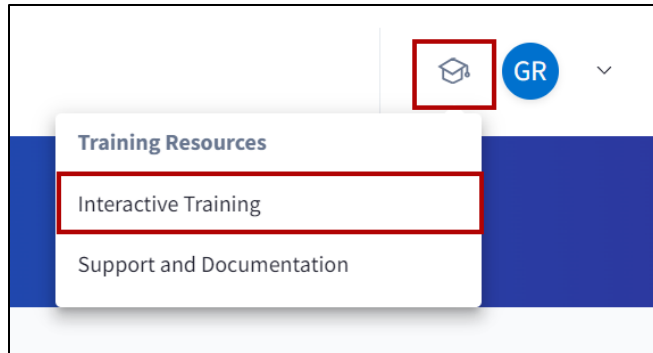 GR
Training Resources
Interactive Training
Support and Documentation